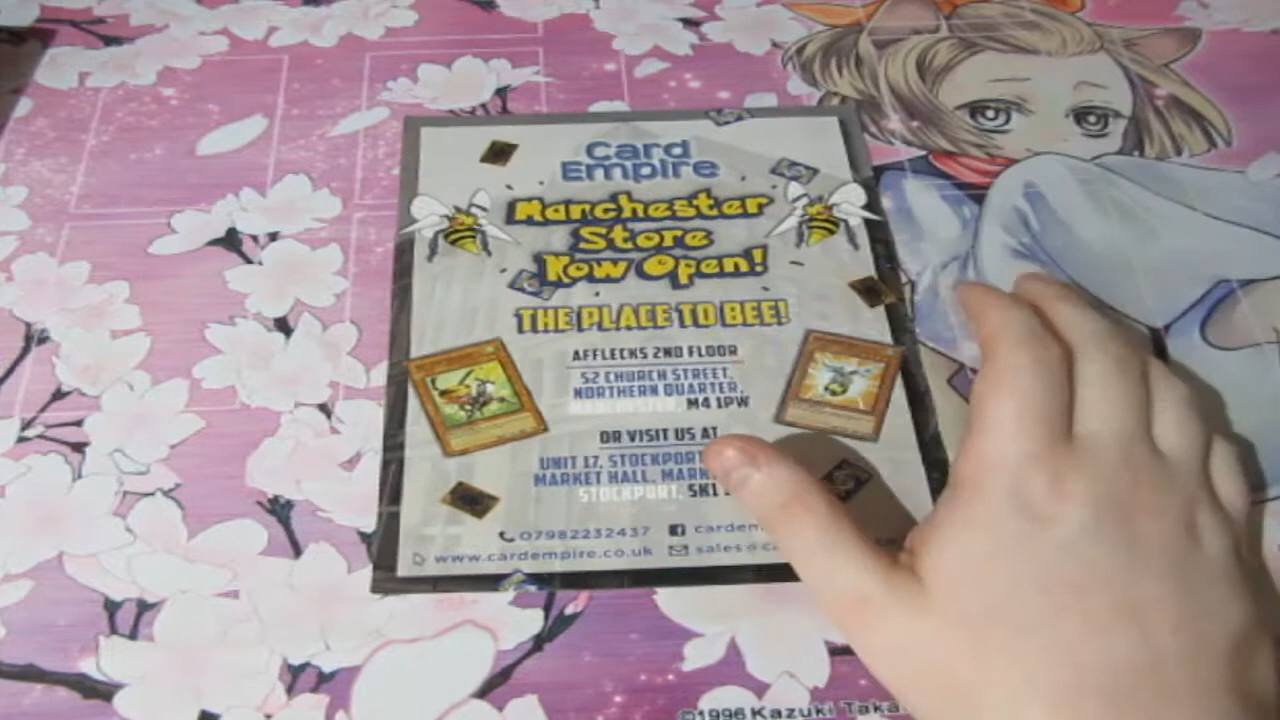 Card
Empire
Manchester
Store
Now Open!
THE PLACE TO BEE!
AFFLECKS 2ND FLOOR
52 CHURCH STREET,
NORTHERN QUARTER,
MANCHESTER, M4 1PW
OR VISIT US AT
UNIT 17, STOCKPORT
MARKET HALL,
STOCKPORT, SK1
07982232437
www.cardempire.co.uk
©1996 Kazuki